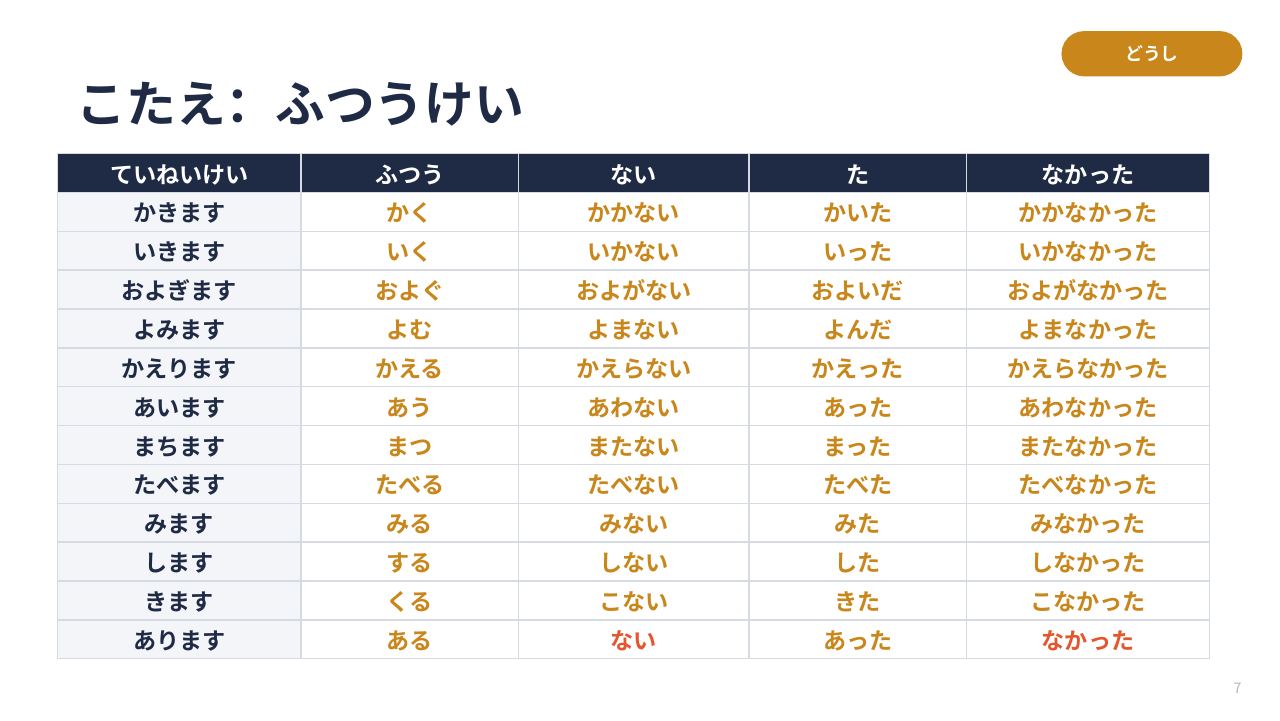 どうし
こたえ：ふつうけい
ていねいけい ふつう ない た なかった
かきます かく かかない かいた かかなかった
いきます いく いかない いった いかなかった
およぎます およぐ およがない およいだ およがなかった
よみます よむ よまない よんだ よまなかった
かえります かえる かえらない かえった かえらなかった
あいます あう あわない あった あわなかった
まちます まつ またない まった またなかった
たべます たべる たべない たべた たべなかった
みます みる みない みた みなかった
します する しない した しなかった
きます くる こない きた こなかった
あります ある ない あった なかった
7